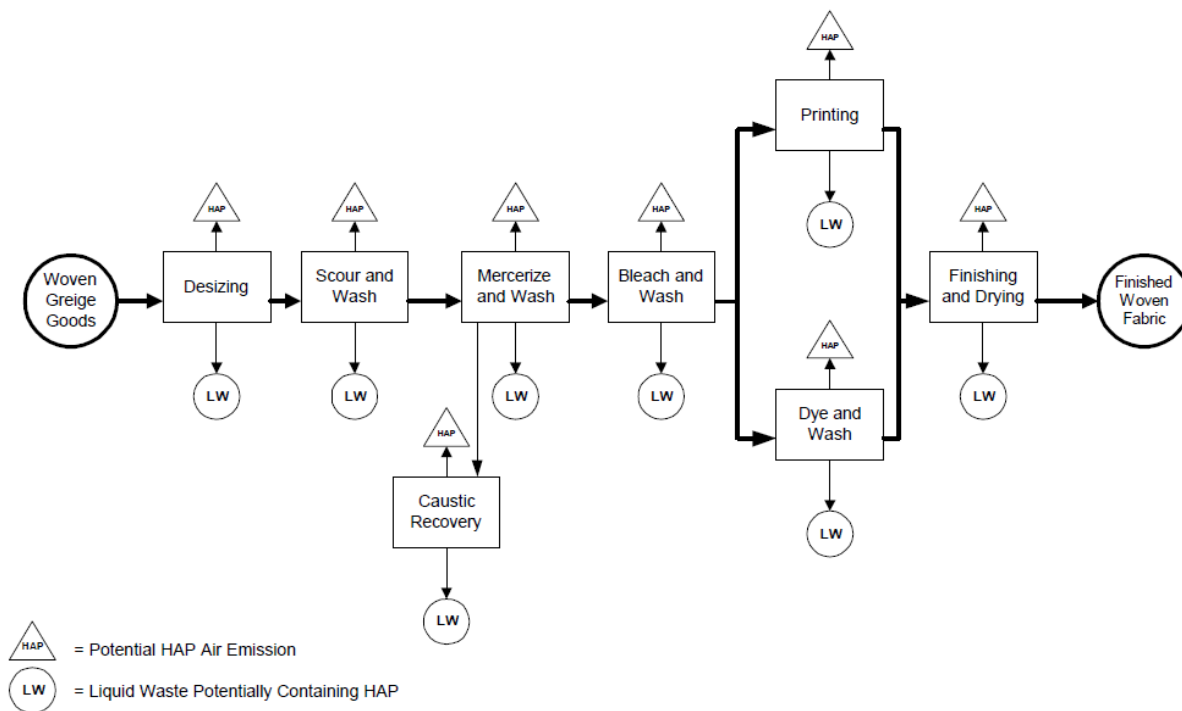 HAP
Printing
LW
HAP
HAP
HAP
HAP
HAP
Woven
Greige
Goods
Desizing
Scour and
Wash
Mercerize
and Wash
Bleach and
Wash
Finishing
and Drying
Finished
Woven
Fabric
LW
LW
LW
LW
LW
HAP
Dye and
Wash
LW
HAP
Caustic
Recovery
LW
HAP
= Potential HAP Air Emission
LW
= Liquid Waste Potentially Containing HAP